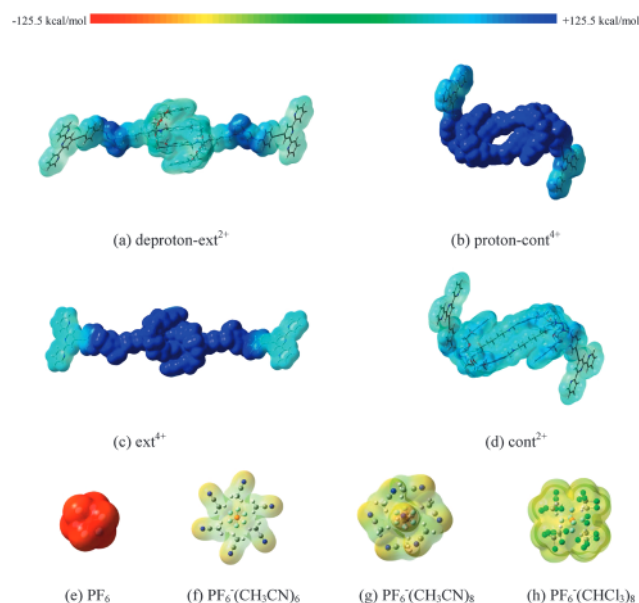 -125.5 kcal/mol +125.5 kcal/mol
(a) deproton-ext²⁺ (b) proton-cont⁴⁺
(c) ext⁴⁺ (d) cont²⁺
(e) PF₆ (f) PF₆⁻(CH₃CN)₆ (g) PF₆⁻(CH₃CN)₈ (h) PF₆⁻(CHCl₃)₈